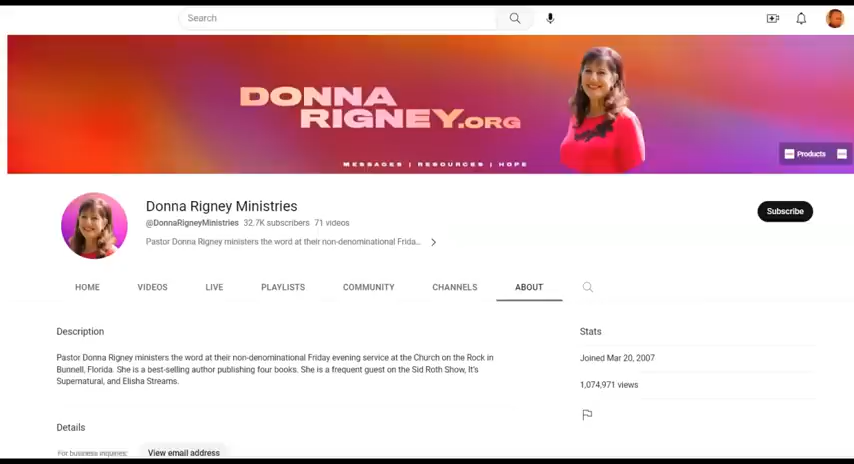 Search
DONNA
RIGNEY.ORG
MESSAGES | RESOURCES | HOPE
Products
Donna Rigney Ministries
@DonnaRigneyMinistries 32.7K subscribers 71 videos
Subscribe
Pastor Donna Rigney ministers the word at their non-denominational Frida...
HOME VIDEOS LIVE PLAYLISTS COMMUNITY CHANNELS ABOUT
Description
Pastor Donna Rigney ministers the word at their non-denominational Friday evening service at the Church on the Rock in
Bunnell, Florida. She is a best-selling author publishing four books. She is a frequent guest on the Sid Roth Show, It's
Supernatural, and Elisha Streams.
Stats
Joined Mar 20, 2007
1,074,971 views
Details
For business inquiries: View email address